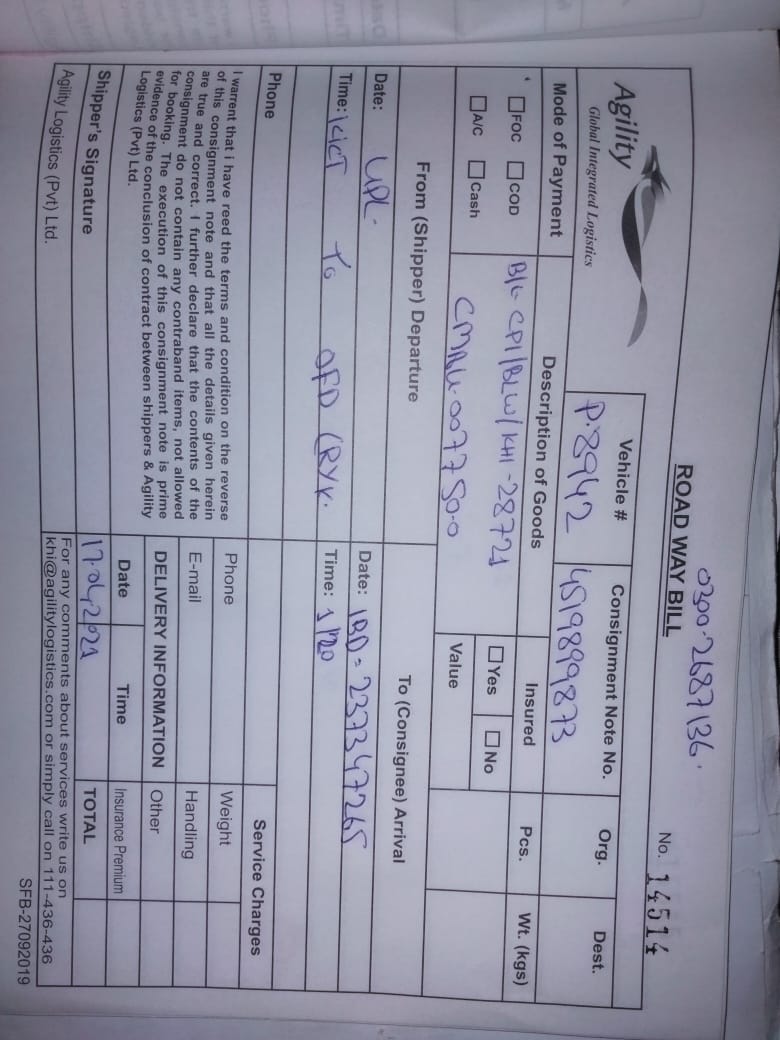 0300-2687136.
ROAD WAY BILL
No. 14514
Agility
Global Integrated Logistics
Vehicle #
P-8942
Consignment Note No.
4519899873
Org.
Dest.
Mode of Payment
FOC COD
A/C Cash
Description of Goods
B/L CPI/BLW/KHI-28721
CMAU-007750-0
Insured
Yes No
Value
Pcs.
Wt. (kgs)
From (Shipper) Departure
Date: UPL-
Time: KICT To OFD (RYK.
Phone
To (Consignee) Arrival
Date: IBD= 237347265
Time: 1/20
I warrent that i have reed the terms and condition on the reverse
of this consignment note and that all the details given herein
are true and correct. I further declare that the contents of the
consignment do not contain any contraband items, not allowed
for booking. The execution of this consignment note is prime
evidence of the conclusion of contract between shippers & Agility
Logistics (Pvt) Ltd.
Shipper's Signature
Agility Logistics (Pvt) Ltd.
Phone
E-mail
DELIVERY INFORMATION
Date Time
17-04-2021
Service Charges
Weight
Handling
Other
Insurance Premium
TOTAL
For any comments about services write us on
khi@agilitylogistics.com or simply call on 111-436-436
SFB-27092019